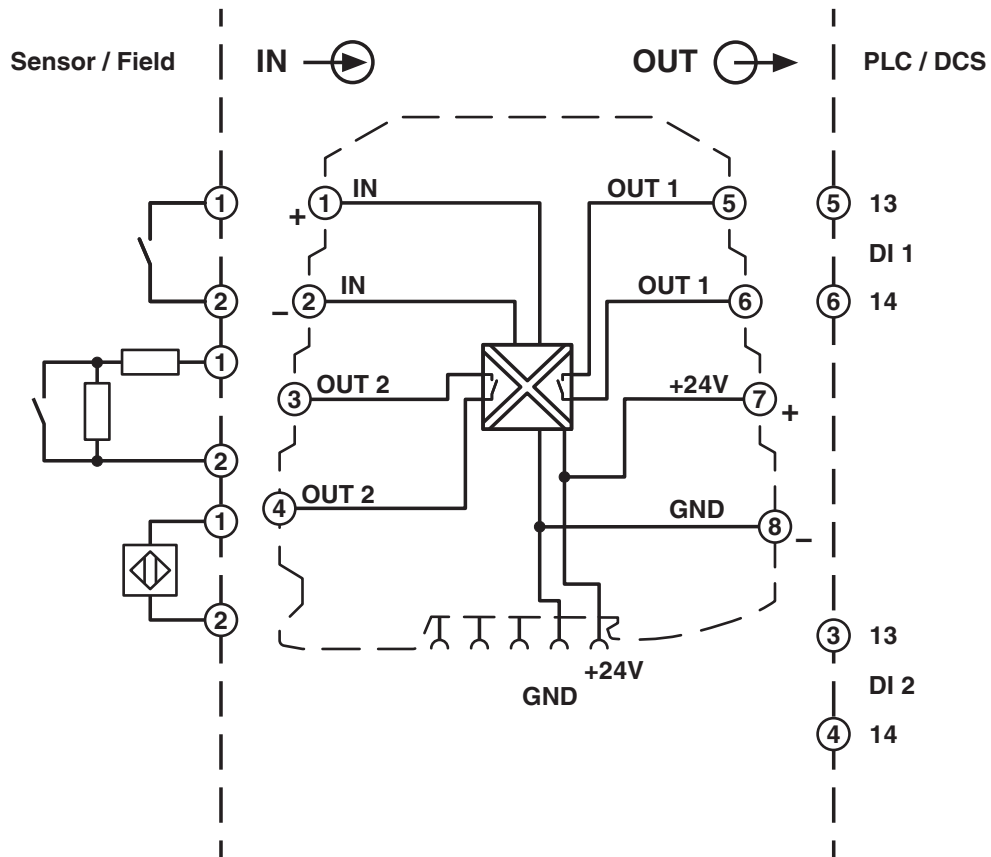 Sensor / Field
IN
OUT
PLC / DCS
1
+
1
IN
OUT 1
5
5
13
DI 1
2
–
2
IN
OUT 1
6
6
14
1
3
OUT 2
+24V
7
+
2
4
OUT 2
GND
8
–
1
2
+24V
GND
3
13
DI 2
4
14